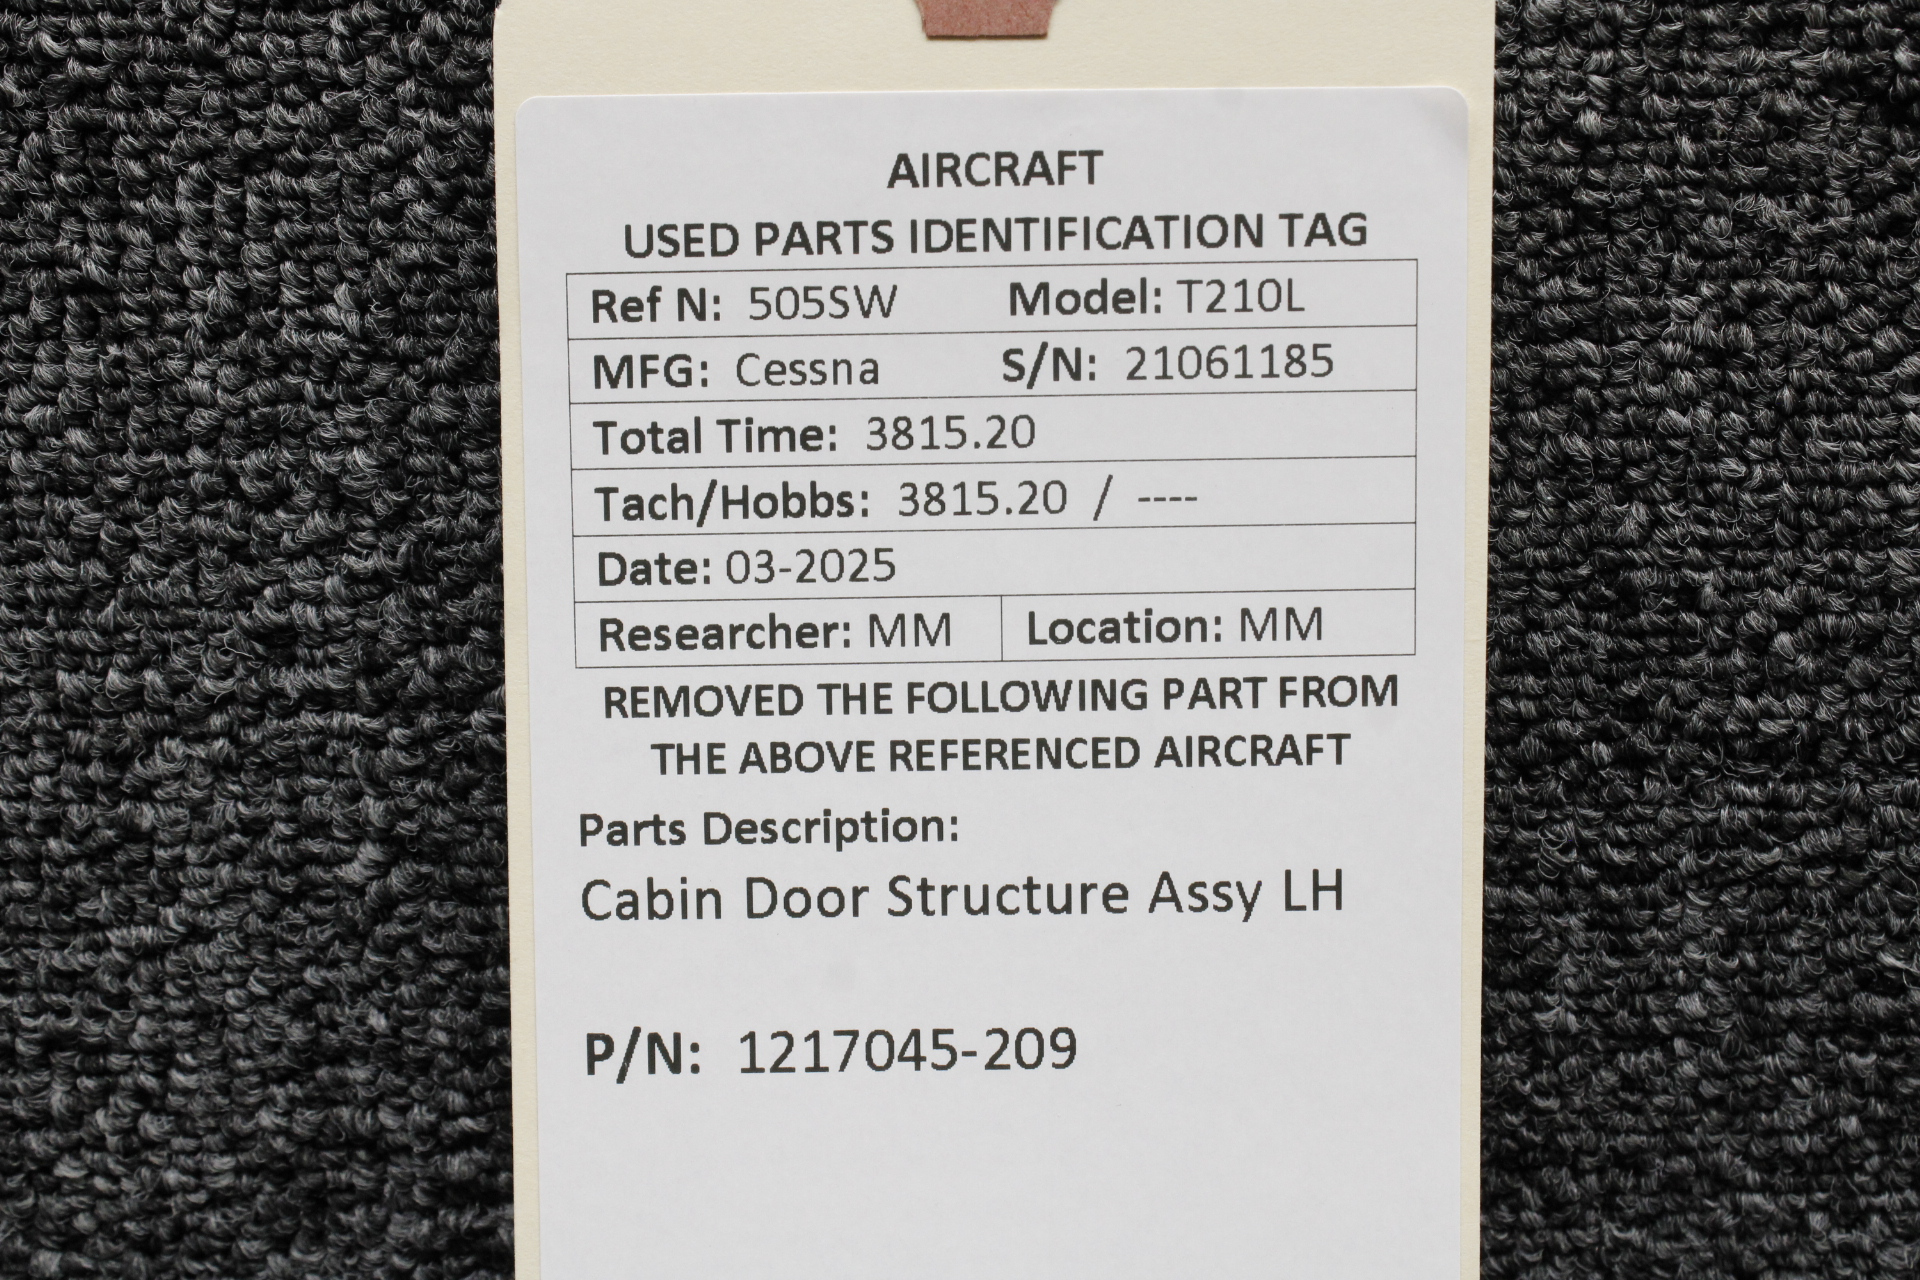 AIRCRAFT
USED PARTS IDENTIFICATION TAG
Ref N: 505SW Model: T210L
MFG: Cessna S/N: 21061185
Total Time: 3815.20
Tach/Hobbs: 3815.20 / ----
Date: 03-2025
Researcher: MM Location: MM
REMOVED THE FOLLOWING PART FROM
THE ABOVE REFERENCED AIRCRAFT
Parts Description:
Cabin Door Structure Assy LH
P/N: 1217045-209